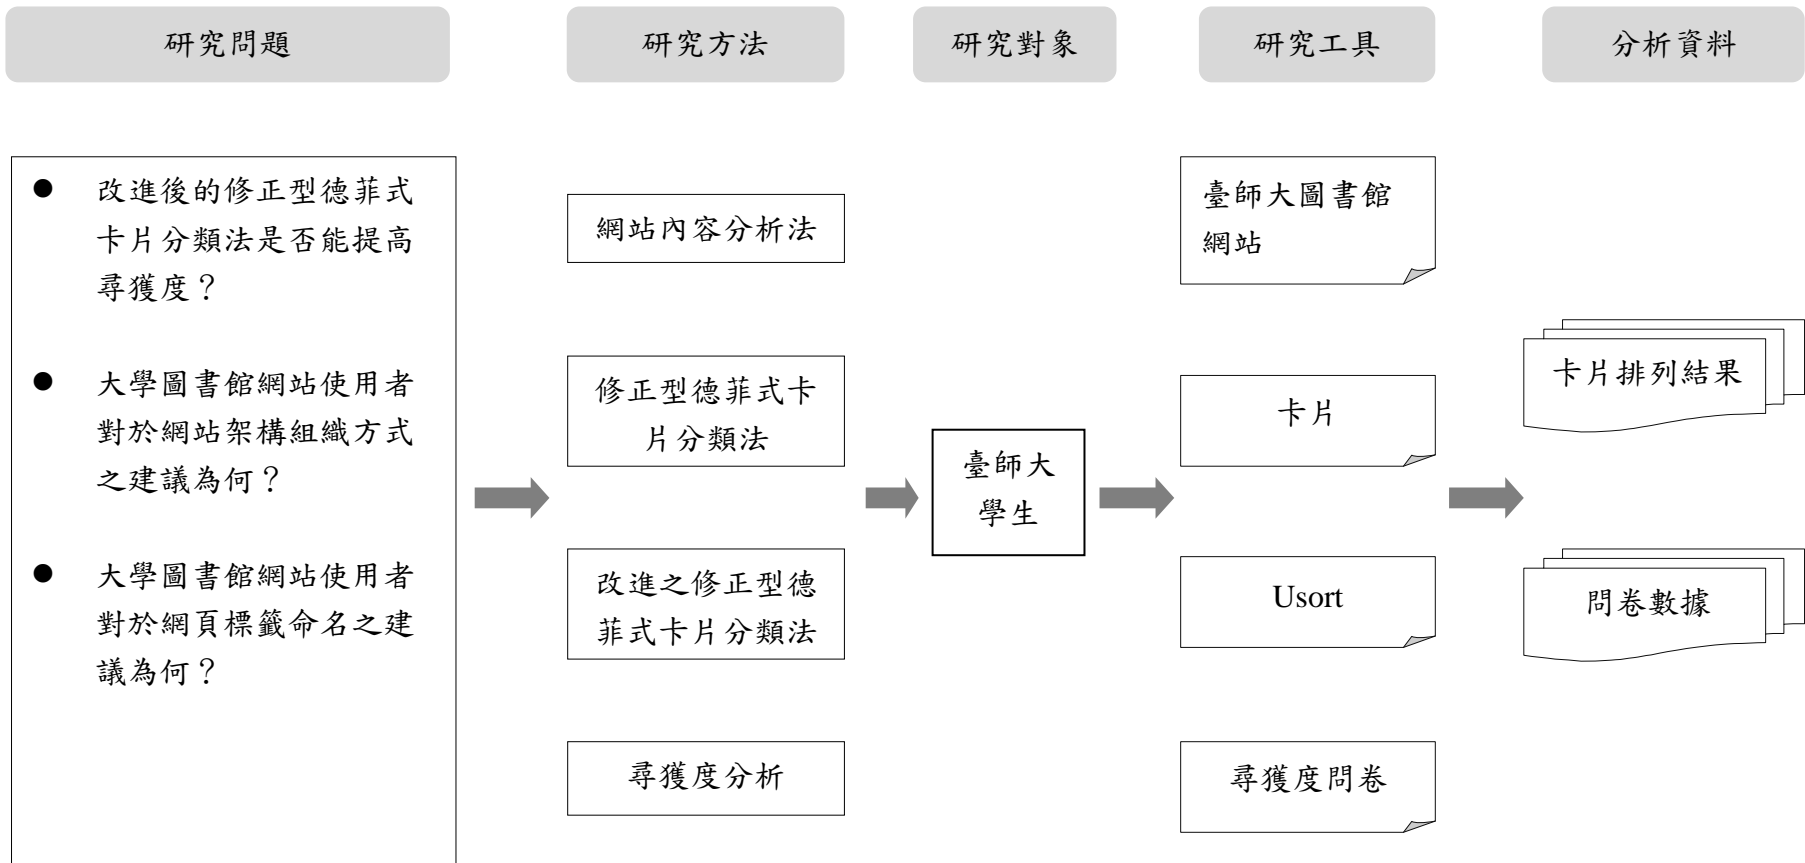 研究問題
研究方法
研究對象
研究工具
分析資料
● 改進後的修正型德菲式
卡片分類法是否能提高
尋獲度？
● 大學圖書館網站使用者
對於網站架構組織方式
之建議為何？
● 大學圖書館網站使用者
對於網頁標籤命名之建
議為何？
網站內容分析法
修正型德菲式卡
片分類法
改進之修正型德
菲式卡片分類法
尋獲度分析
臺師大
學生
臺師大圖書館
網站
卡片
Usort
尋獲度問卷
卡片排列結果
問卷數據